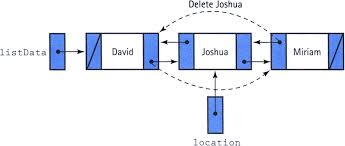 Delete Joshua
listData
David
Joshua
Miriam
location